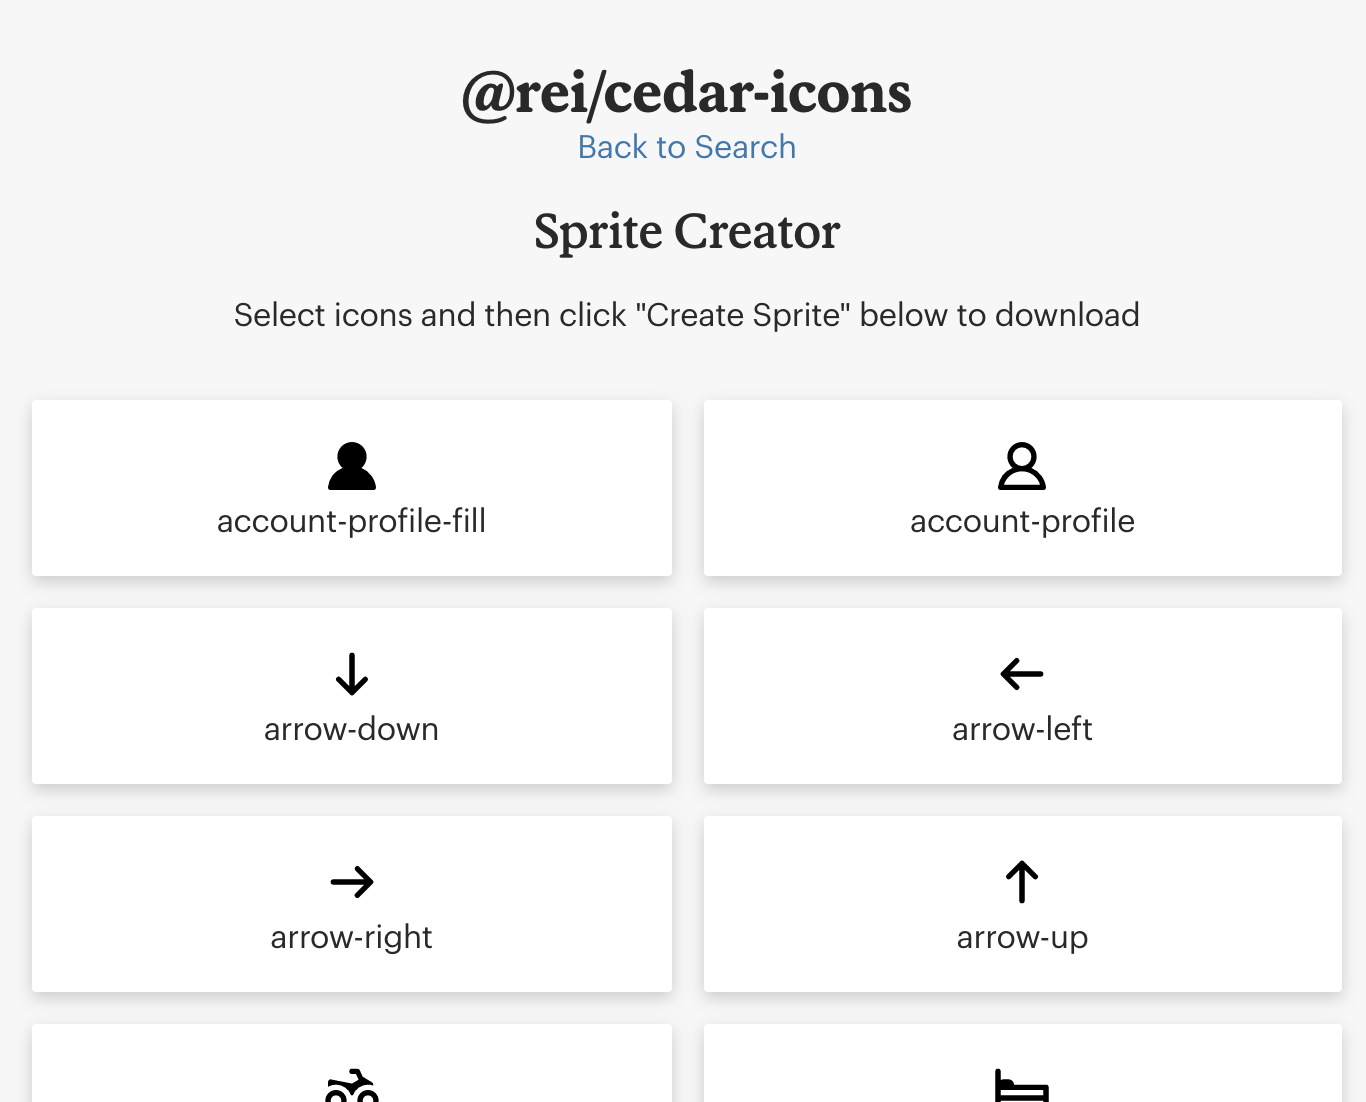 @rei/cedar-icons
Back to Search
Sprite Creator
Select icons and then click "Create Sprite" below to download
account-profile-fill
account-profile
arrow-down
arrow-left
arrow-right
arrow-up